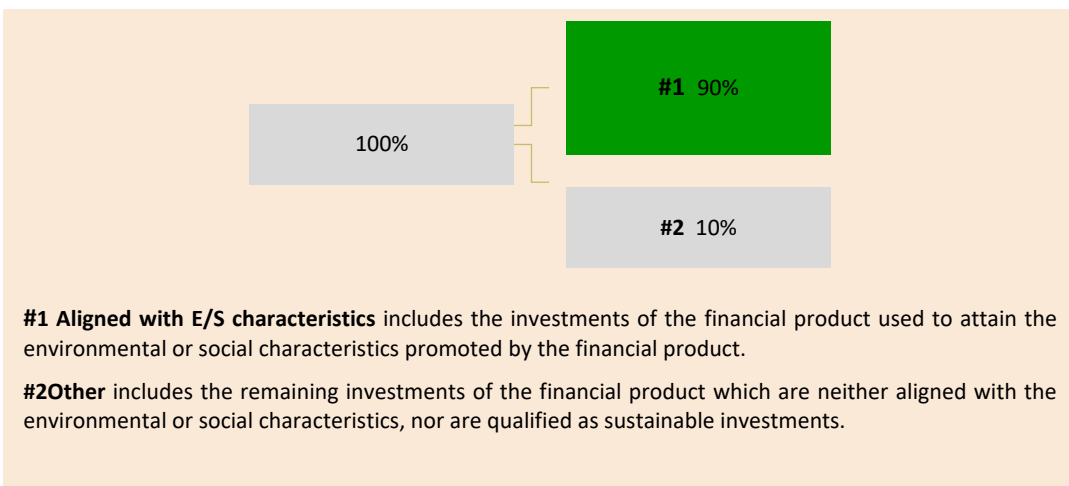 #1 90%
100%
#2 10%
#1 Aligned with E/S characteristics includes the investments of the financial product used to attain the
environmental or social characteristics promoted by the financial product.
#2Other includes the remaining investments of the financial product which are neither aligned with the
environmental or social characteristics, nor are qualified as sustainable investments.